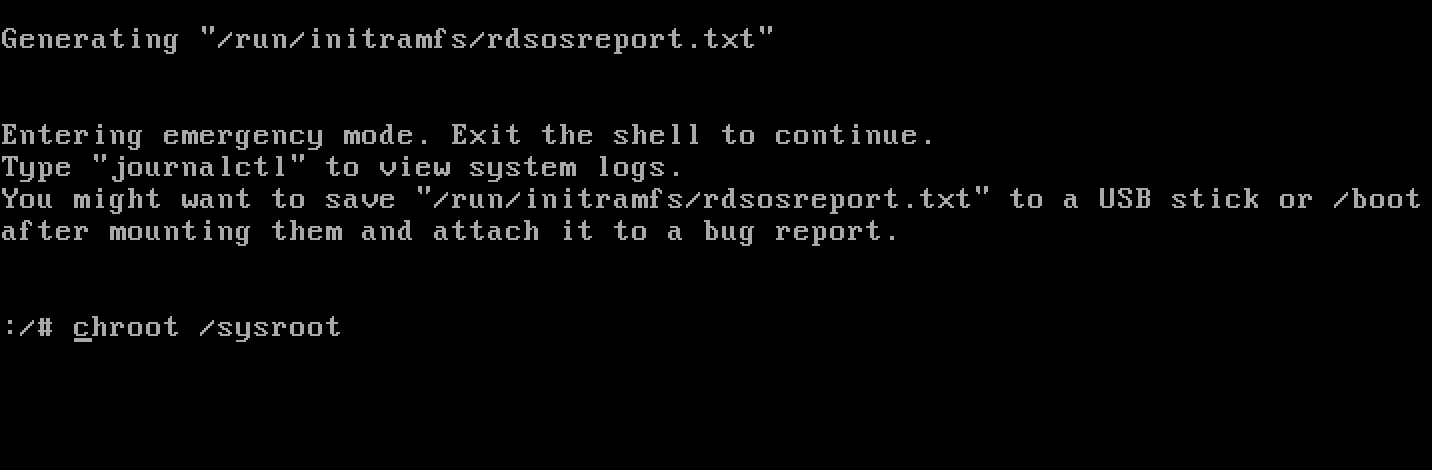 Generating "/run/initramfs/rdsosreport.txt"
Entering emergency mode. Exit the shell to continue.
Type "journalctl" to view system logs.
You might want to save "/run/initramfs/rdsosreport.txt" to a USB stick or /boot
after mounting them and attach it to a bug report.
:/# chroot /sysroot